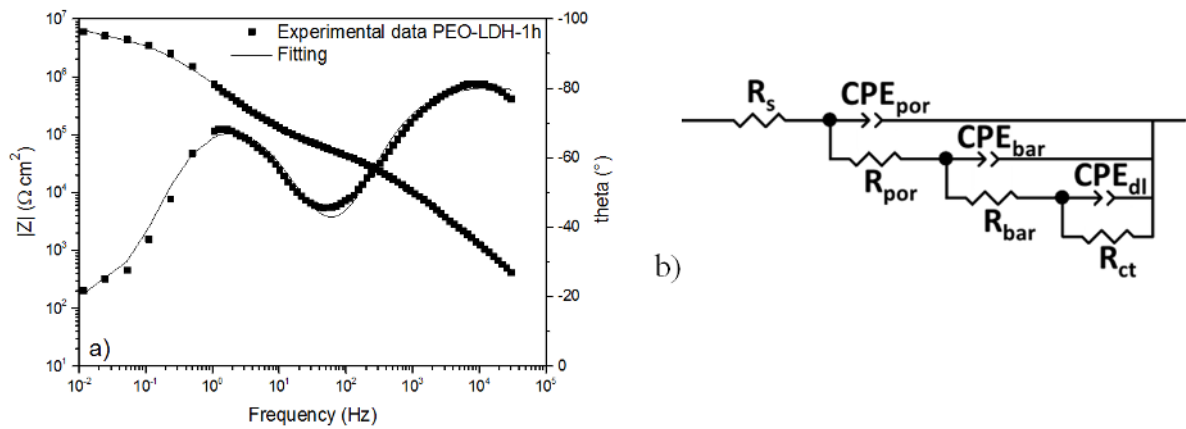 Experimental data PEO-LDH-1h
Fitting
|Z| (Ω cm²)
10⁷
10⁶
10⁵
10⁴
10³
10²
10¹
a)
10⁻² 10⁻¹ 10⁰ 10¹ 10² 10³ 10⁴ 10⁵
Frequency (Hz)
-100
-80
-60
-40
-20
0
theta (°)
b)
Rs CPEpor
Rpor CPEbar
Rbar CPEdl
Rct